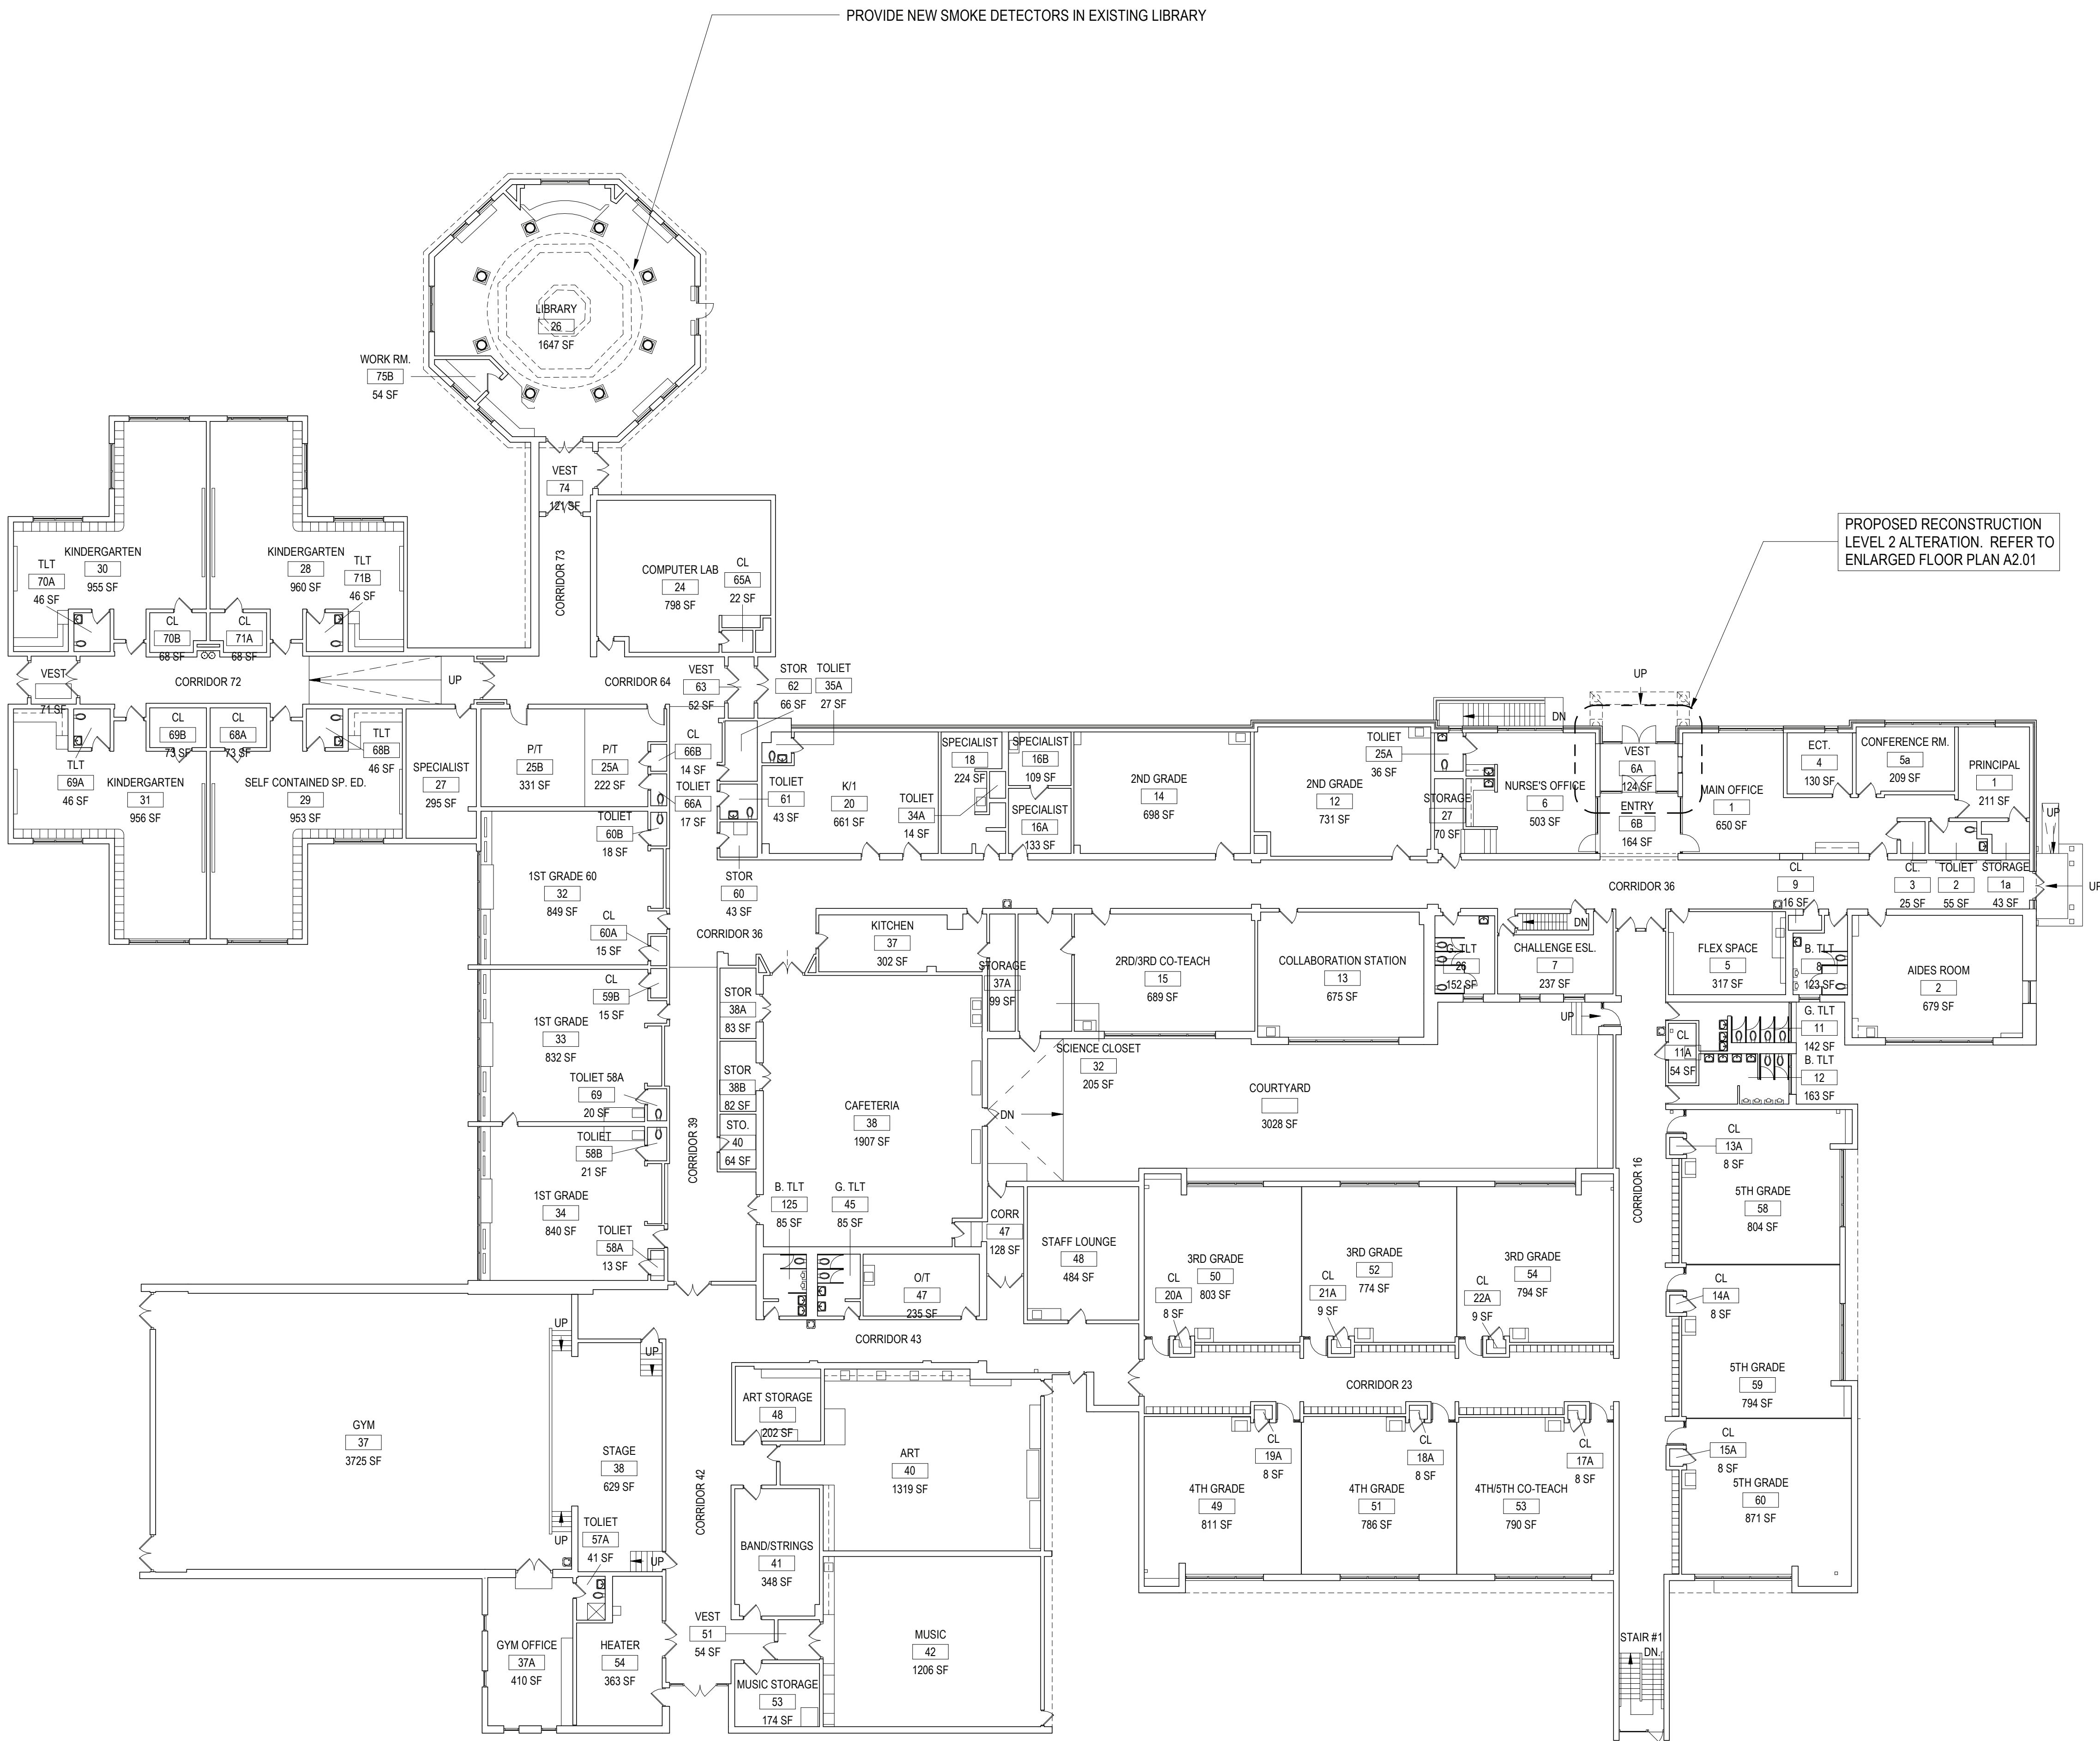 PROVIDE NEW SMOKE DETECTORS IN EXISTING LIBRARY
LIBRARY
26
1647 SF
WORK RM.
75B
54 SF
VEST
74
121 SF
PROPOSED RECONSTRUCTION
LEVEL 2 ALTERATION. REFER TO
ENLARGED FLOOR PLAN A2.01
KINDERGARTEN
30
955 SF
KINDERGARTEN
28
960 SF
TLT
70A
46 SF
TLT
71B
46 SF
CL
70B
68 SF
CL
71A
68 SF
CORRIDOR 73
COMPUTER LAB
24
798 SF
CL
65A
22 SF
VEST
71 SF
CORRIDOR 72
UP
CORRIDOR 64
VEST
63
52 SF
STOR
62
66 SF
TOLIET
35A
27 SF
TLT
69A
46 SF
CL
69B
73 SF
CL
68A
73 SF
TLT
68B
46 SF
KINDERGARTEN
31
956 SF
SELF CONTAINED SP. ED.
29
953 SF
SPECIALIST
27
295 SF
P/T
25B
331 SF
P/T
25A
222 SF
CL
66B
14 SF
TOLIET
66A
17 SF
TOLIET
61
43 SF
K/1
20
661 SF
TOLIET
34A
14 SF
SPECIALIST
18
224 SF
SPECIALIST
16B
109 SF
SPECIALIST
16A
133 SF
2ND GRADE
14
698 SF
2ND GRADE
12
731 SF
DN
TOLIET
25A
36 SF
STORAGE
27
70 SF
NURSE'S OFFICE
6
503 SF
UP
VEST
6A
124 SF
ENTRY
6B
164 SF
MAIN OFFICE
1
650 SF
ECT.
4
130 SF
CONFERENCE RM.
5a
209 SF
PRINCIPAL
1
211 SF
UP
UP
TOLIET
60B
18 SF
1ST GRADE 60
32
849 SF
CL
60A
15 SF
STOR
60
43 SF
CORRIDOR 36
CORRIDOR 36
CL
9
16 SF
CL.
3
25 SF
TOLIET
2
55 SF
STORAGE
1a
43 SF
KITCHEN
37
302 SF
STORAGE
37A
99 SF
2RD/3RD CO-TEACH
15
689 SF
COLLABORATION STATION
13
675 SF
G. TLT
26
152 SF
DN
CHALLENGE ESL.
7
237 SF
FLEX SPACE
5
317 SF
B. TLT
8
123 SF
AIDES ROOM
2
679 SF
CL
59B
15 SF
1ST GRADE
33
832 SF
TOLIET 58A
69
20 SF
STOR
38A
83 SF
STOR
38B
82 SF
STO.
40
64 SF
CORRIDOR 39
CAFETERIA
38
1907 SF
SCIENCE CLOSET
32
205 SF
DN
COURTYARD
3028 SF
UP
CL
11A
54 SF
G. TLT
11
142 SF
B. TLT
12
163 SF
TOLIET
58B
21 SF
1ST GRADE
34
840 SF
TOLIET
58A
13 SF
B. TLT
125
85 SF
G. TLT
45
85 SF
O/T
47
235 SF
CORR
47
128 SF
STAFF LOUNGE
48
484 SF
3RD GRADE
50
803 SF
3RD GRADE
52
774 SF
3RD GRADE
54
794 SF
CL
20A
8 SF
CL
21A
9 SF
CL
22A
9 SF
CORRIDOR 16
CL
13A
8 SF
5TH GRADE
58
804 SF
CL
14A
8 SF
5TH GRADE
59
794 SF
CORRIDOR 43
CORRIDOR 23
UP
UP
GYM
37
3725 SF
STAGE
38
629 SF
UP
TOLIET
57A
41 SF
UP
CORRIDOR 42
ART STORAGE
48
202 SF
ART
40
1319 SF
BAND/STRINGS
41
348 SF
CL
19A
8 SF
CL
18A
8 SF
CL
17A
8 SF
4TH GRADE
49
811 SF
4TH GRADE
51
786 SF
4TH/5TH CO-TEACH
53
790 SF
CL
15A
8 SF
5TH GRADE
60
871 SF
GYM OFFICE
37A
410 SF
HEATER
54
363 SF
VEST
51
54 SF
MUSIC
42
1206 SF
MUSIC STORAGE
53
174 SF
STAIR #1
DN.